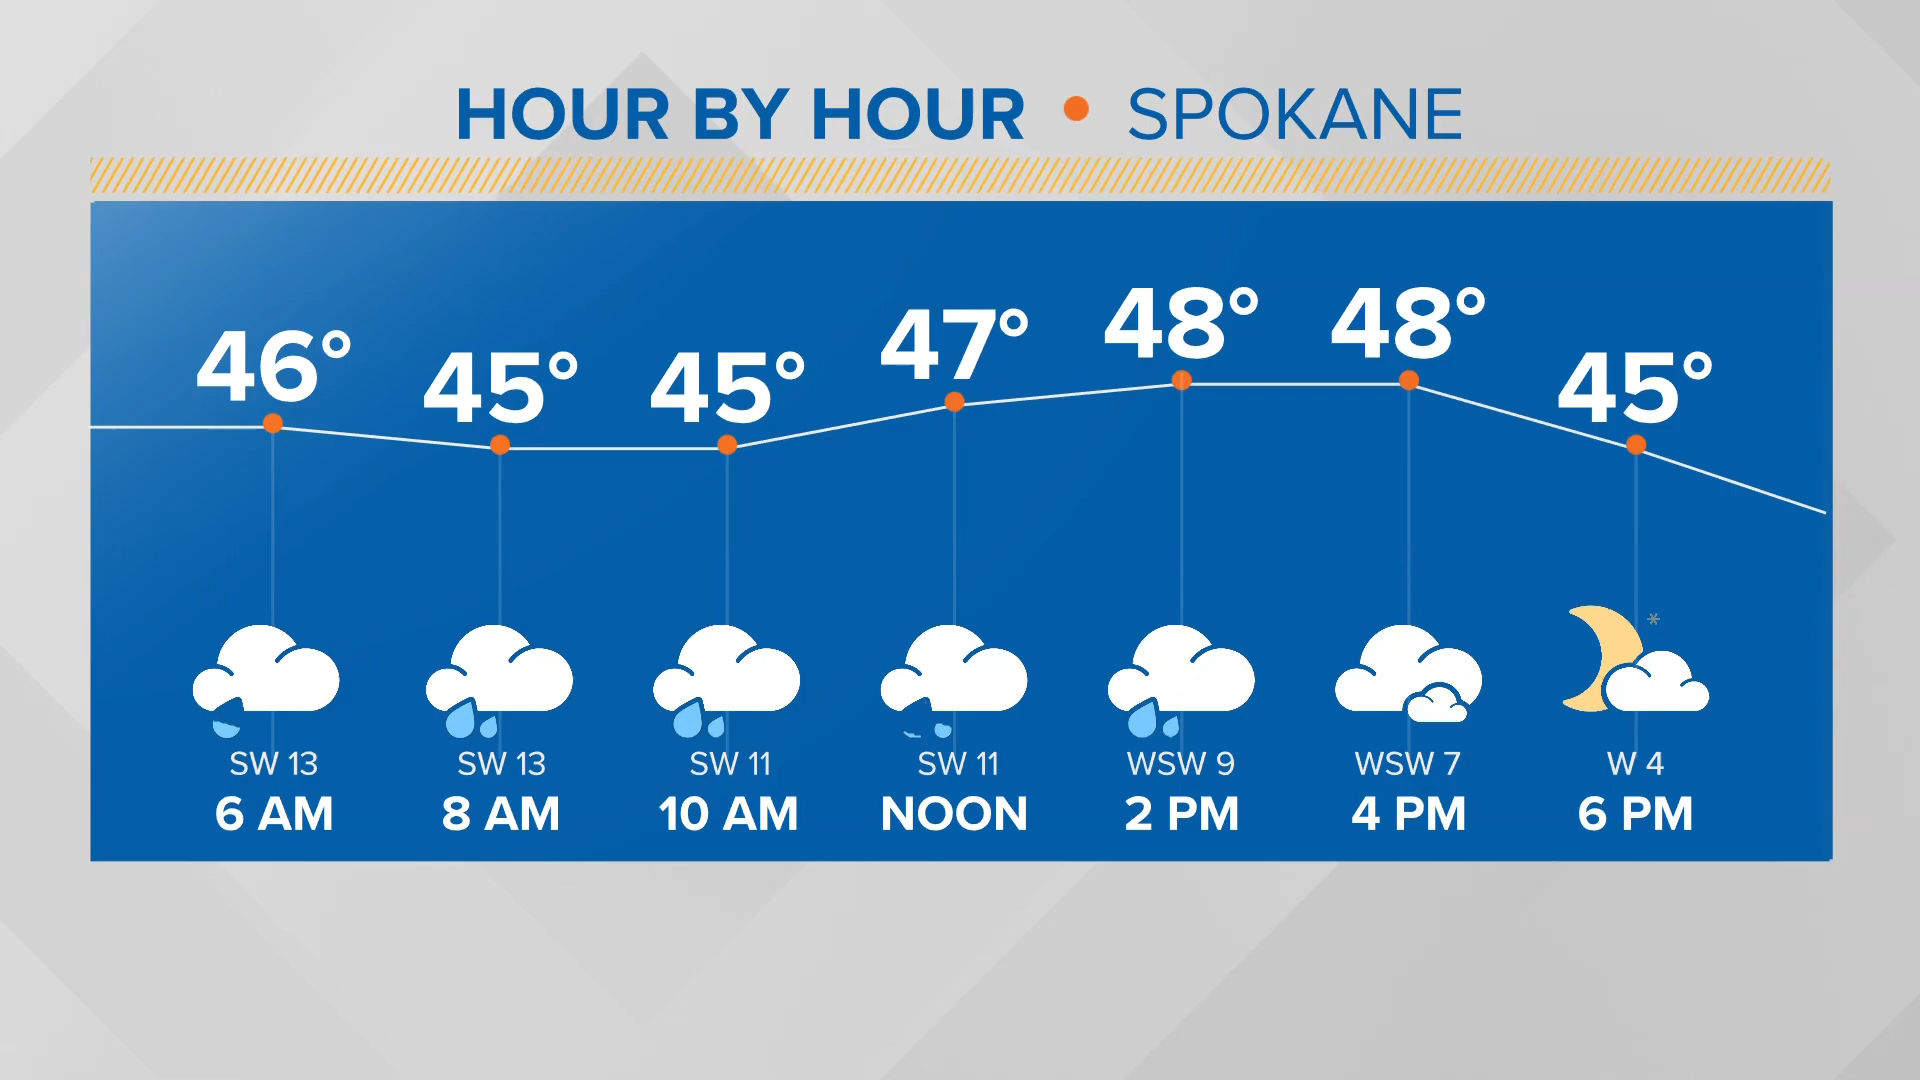 HOUR BY HOUR • SPOKANE
46° 45° 45° 47° 48° 48° 45°
SW 13 SW 13 SW 11 SW 11 WSW 9 WSW 7 W 4
6 AM 8 AM 10 AM NOON 2 PM 4 PM 6 PM